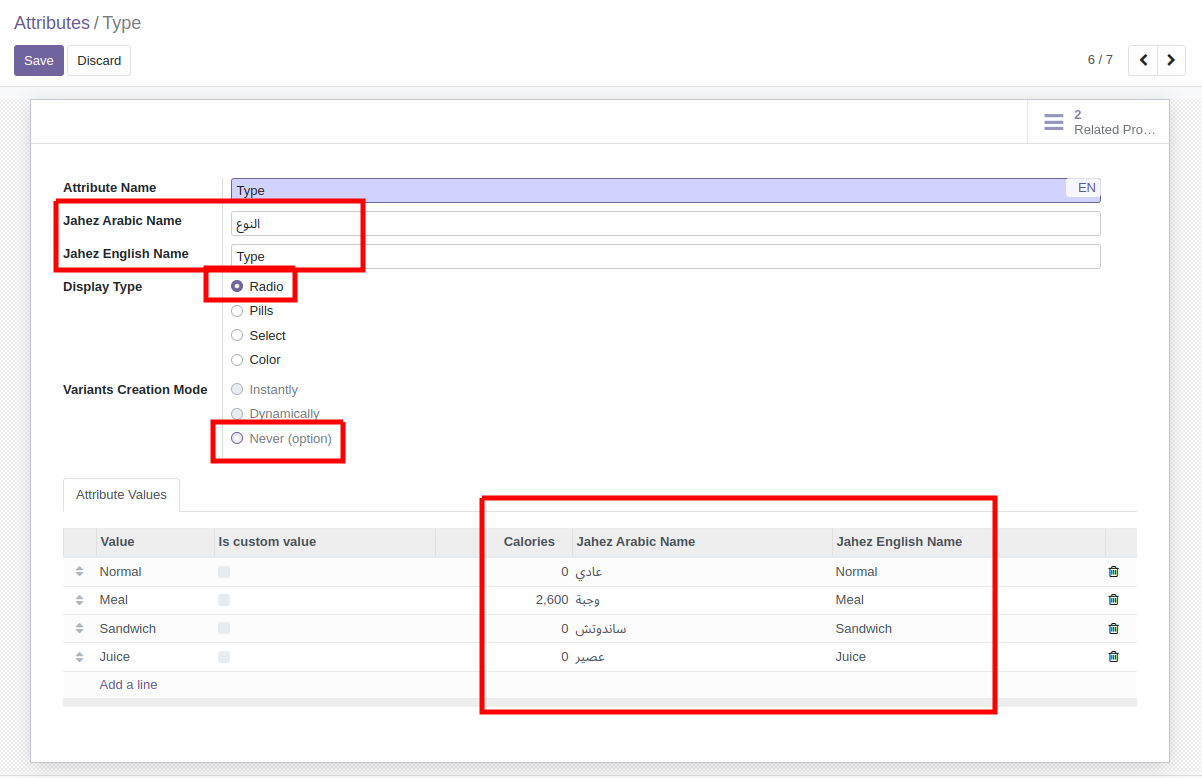 Attributes / Type
Save Discard 6 / 7
2
Related Pro...
Attribute Name Type EN
Jahez Arabic Name النوع
Jahez English Name Type
Display Type Radio
Pills
Select
Color
Variants Creation Mode Instantly
Dynamically
Never (option)
Attribute Values
Value Is custom value Calories Jahez Arabic Name Jahez English Name
Normal 0 عادي Normal
Meal 2,600 وجبة Meal
Sandwich 0 ساندوتش Sandwich
Juice 0 عصير Juice
Add a line